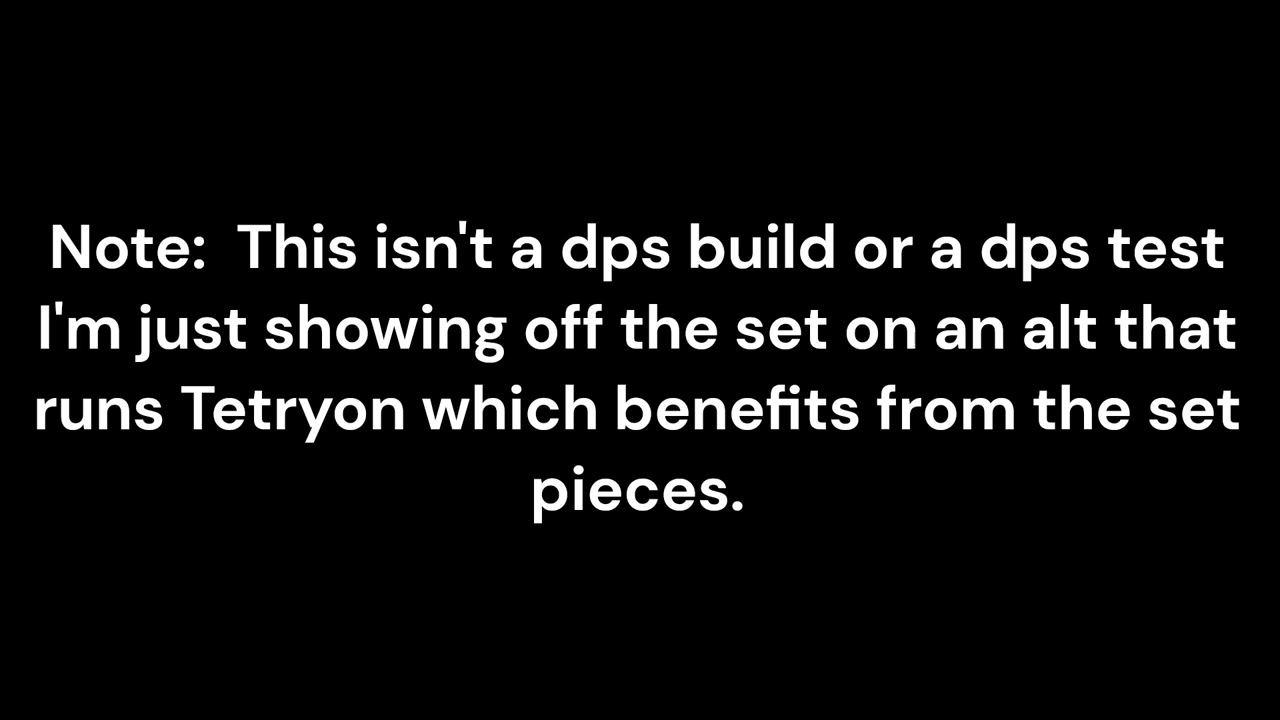 Note:  This isn't a dps build or a dps test
I'm just showing off the set on an alt that
runs Tetryon which benefits from the set
pieces.